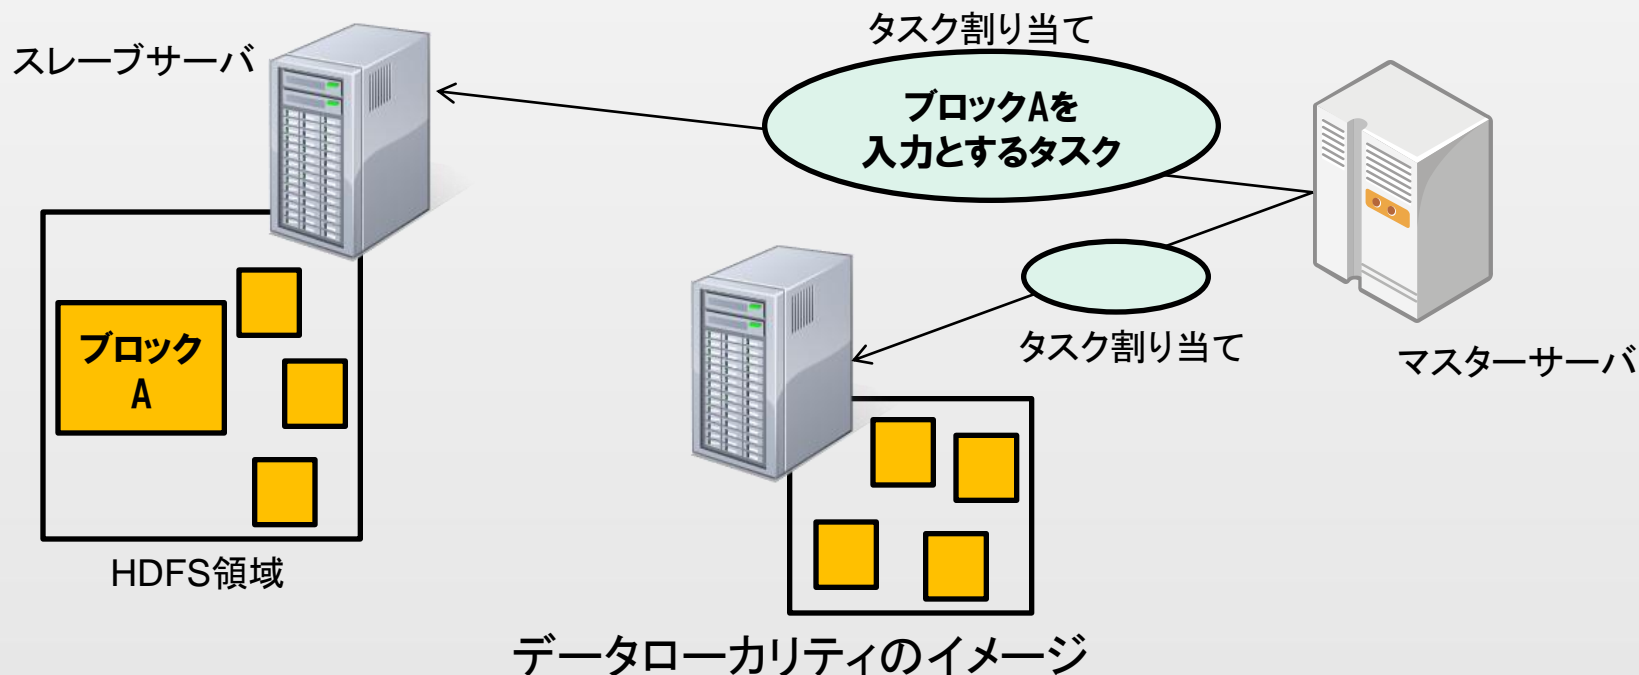 タスク割り当て
スレーブサーバ
ブロックAを
入力とするタスク
ブロック
A
タスク割り当て
マスターサーバ
HDFS領域
データローカリティのイメージ